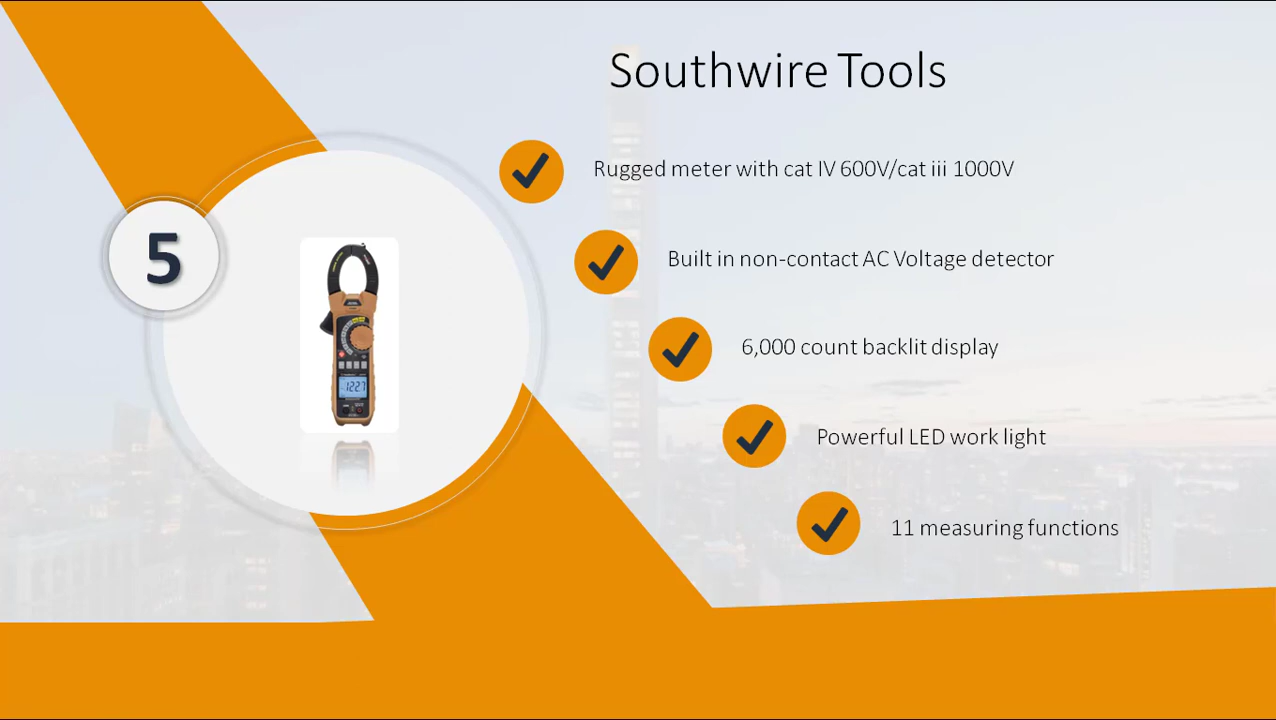 Southwire Tools
5
Rugged meter with cat IV 600V/cat iii 1000V
Built in non-contact AC Voltage detector
6,000 count backlit display
Powerful LED work light
11 measuring functions
1227